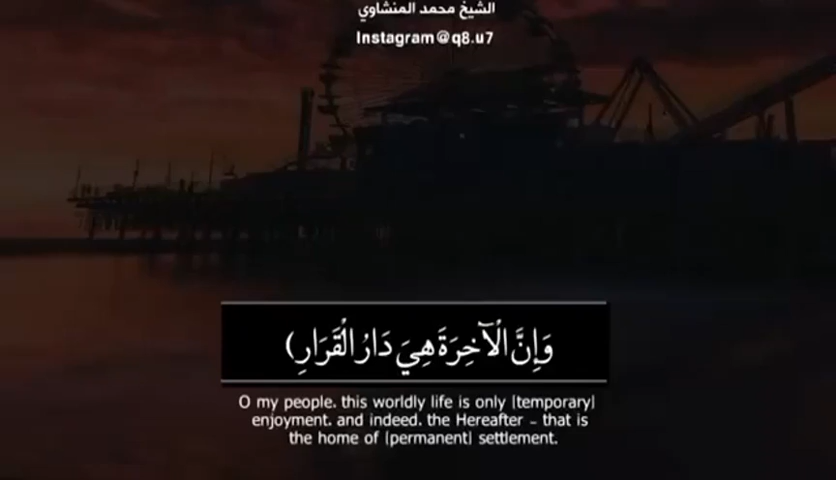 الشيخ محمد المنشاوي
Instagram@q8.u7
وَإِنَّ الْآخِرَةَ هِيَ دَارُ الْقَرَارِ)
O my people, this worldly life is only [temporary]
enjoyment, and indeed, the Hereafter - that is
the home of [permanent] settlement.